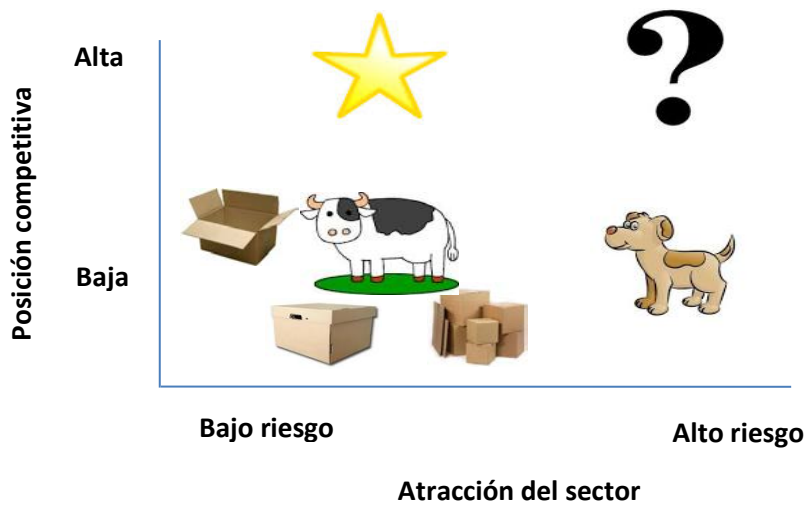 Alta
?
Posición competitiva
Baja
Bajo riesgo
Alto riesgo
Atracción del sector